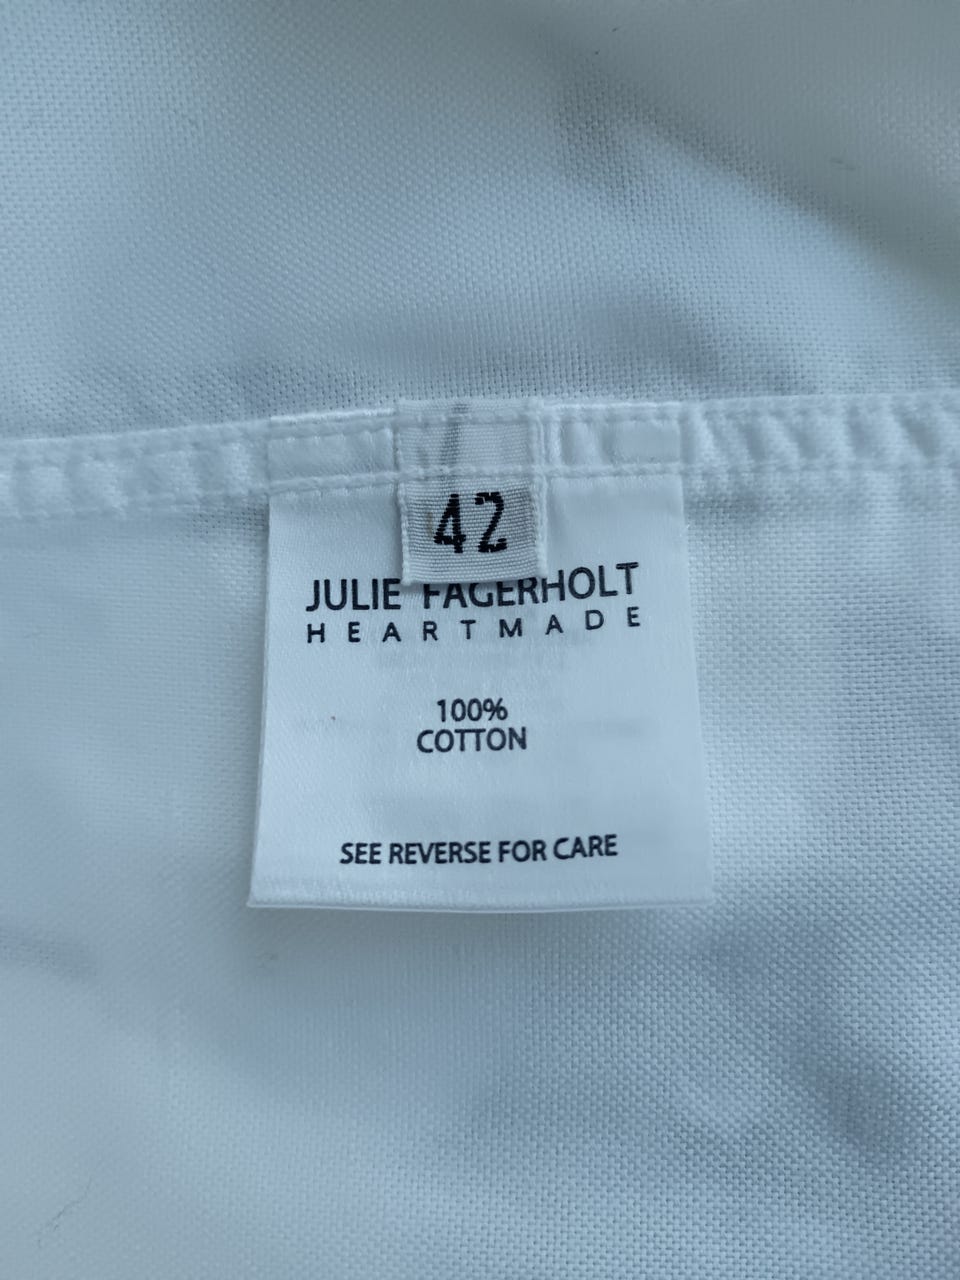 42
JULIE FAGERHOLT
HEARTMADE
100%
COTTON
SEE REVERSE FOR CARE